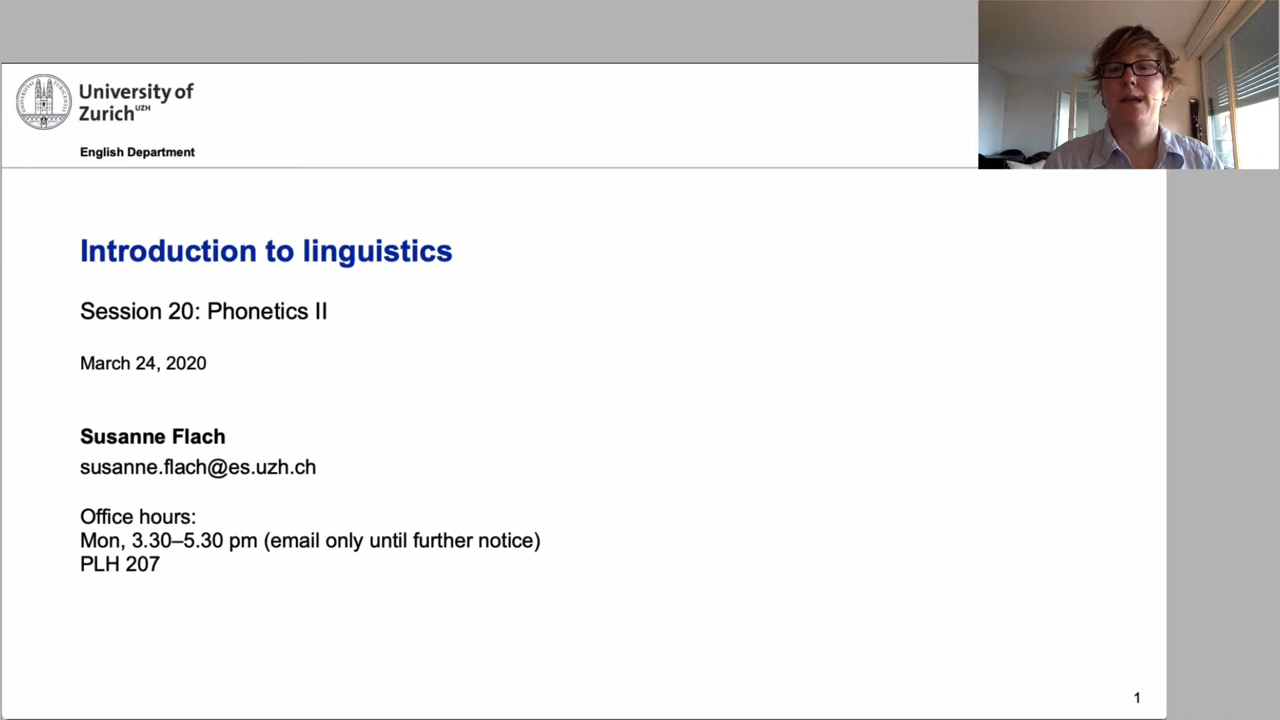 University of
Zurich UZH
English Department
Introduction to linguistics
Session 20: Phonetics II
March 24, 2020
Susanne Flach
susanne.flach@es.uzh.ch
Office hours:
Mon, 3.30–5.30 pm (email only until further notice)
PLH 207
1